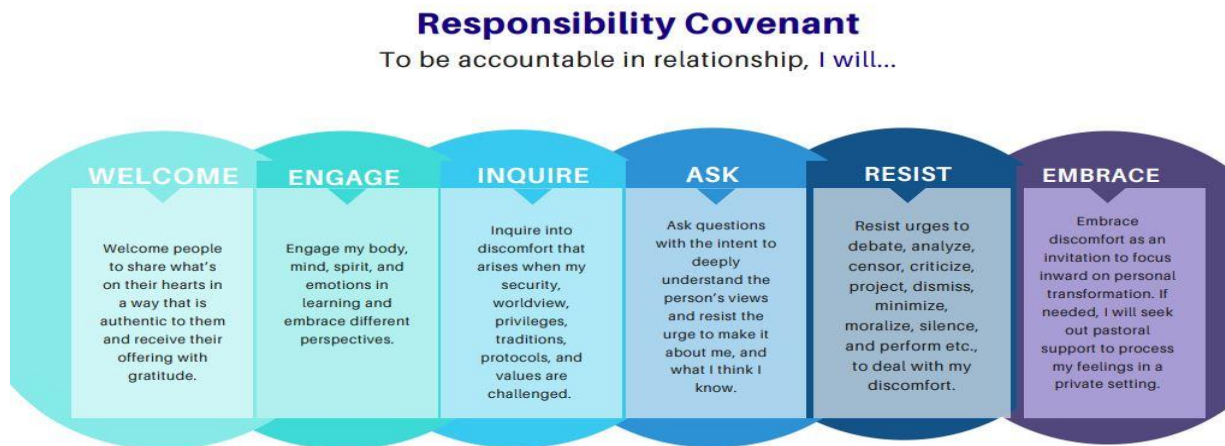 Responsibility Covenant
To be accountable in relationship, I will...
WELCOME
Welcome people
to share what's
on their hearts in
a way that is
authentic to them
and receive their
offering with
gratitude.
ENGAGE
Engage my body,
mind, spirit, and
emotions in
learning and
embrace different
perspectives.
INQUIRE
Inquire into
discomfort that
arises when my
security,
worldview,
privileges,
traditions,
protocols, and
values are
challenged.
ASK
Ask questions
with the intent to
deeply
understand the
person's views
and resist the
urge to make it
about me, and
what I think I
know.
RESIST
Resist urges to
debate, analyze,
censor, criticize,
project, dismiss,
minimize,
moralize, silence,
and perform etc.,
to deal with my
discomfort.
EMBRACE
Embrace
discomfort as an
invitation to focus
inward on personal
transformation. If
needed, I will seek
out pastoral
support to process
my feelings in a
private setting.